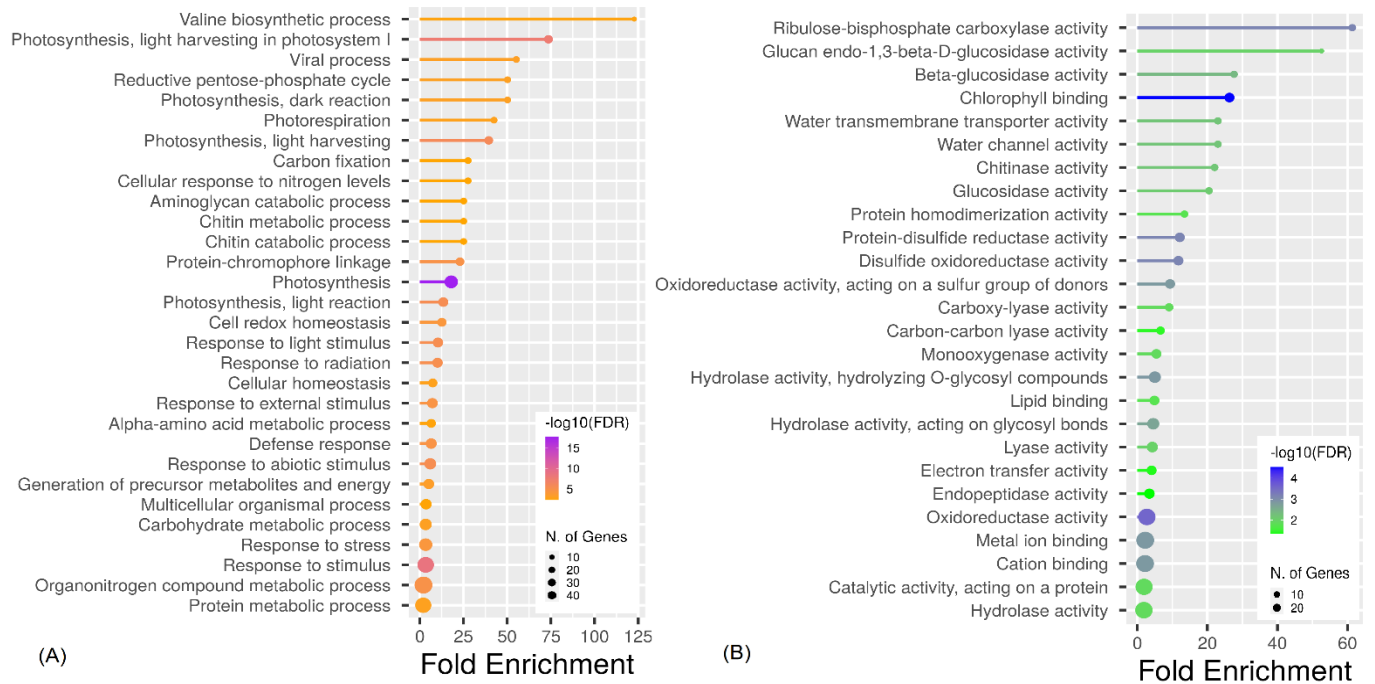 Valine biosynthetic process
Photosynthesis, light harvesting in photosystem I
Viral process
Reductive pentose-phosphate cycle
Photosynthesis, dark reaction
Photorespiration
Photosynthesis, light harvesting
Carbon fixation
Cellular response to nitrogen levels
Aminoglycan catabolic process
Chitin metabolic process
Chitin catabolic process
Protein-chromophore linkage
Photosynthesis
Photosynthesis, light reaction
Cell redox homeostasis
Response to light stimulus
Response to radiation
Cellular homeostasis
Response to external stimulus
Alpha-amino acid metabolic process
Defense response
Response to abiotic stimulus
Generation of precursor metabolites and energy
Multicellular organismal process
Carbohydrate metabolic process
Response to stress
Response to stimulus
Organonitrogen compound metabolic process
Protein metabolic process
-log10(FDR)
15
10
5
N. of Genes
10
20
30
40
0 25 50 75 100 125
Fold Enrichment
(A)
Ribulose-bisphosphate carboxylase activity
Glucan endo-1,3-beta-D-glucosidase activity
Beta-glucosidase activity
Chlorophyll binding
Water transmembrane transporter activity
Water channel activity
Chitinase activity
Glucosidase activity
Protein homodimerization activity
Protein-disulfide reductase activity
Disulfide oxidoreductase activity
Oxidoreductase activity, acting on a sulfur group of donors
Carboxy-lyase activity
Carbon-carbon lyase activity
Monooxygenase activity
Hydrolase activity, hydrolyzing O-glycosyl compounds
Lipid binding
Hydrolase activity, acting on glycosyl bonds
Lyase activity
Electron transfer activity
Endopeptidase activity
Oxidoreductase activity
Metal ion binding
Cation binding
Catalytic activity, acting on a protein
Hydrolase activity
-log10(FDR)
4
3
2
N. of Genes
10
20
0 20 40 60
Fold Enrichment
(B)